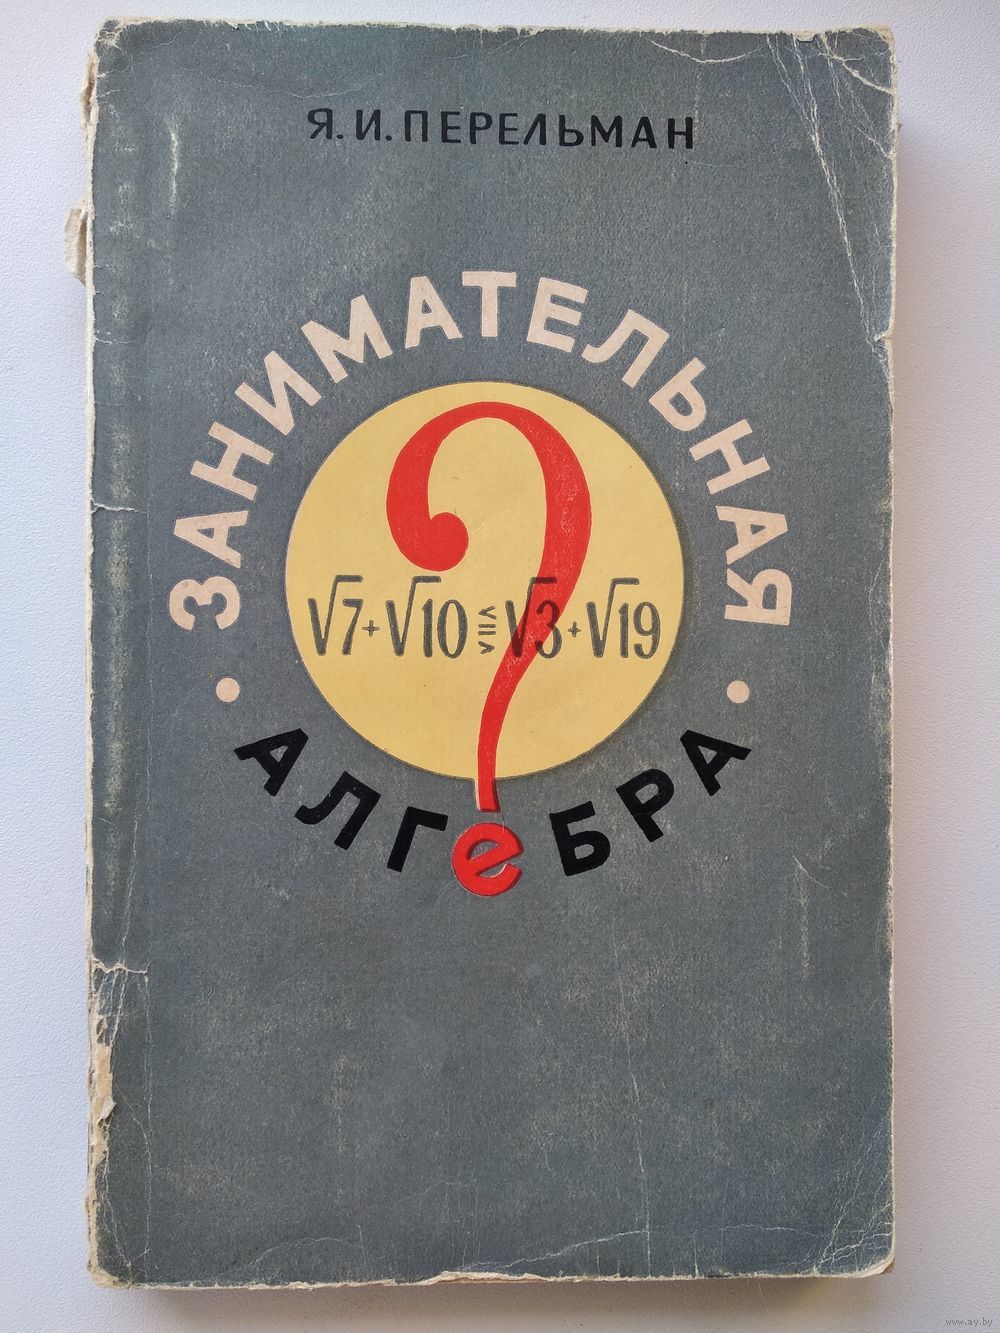 Я. И. ПЕРЕЛЬМАН
ЗАНИМАТЕЛЬНАЯ
?
√7+√10 ⋚ √3+√19
• АЛГеБРА •
www.ay.by